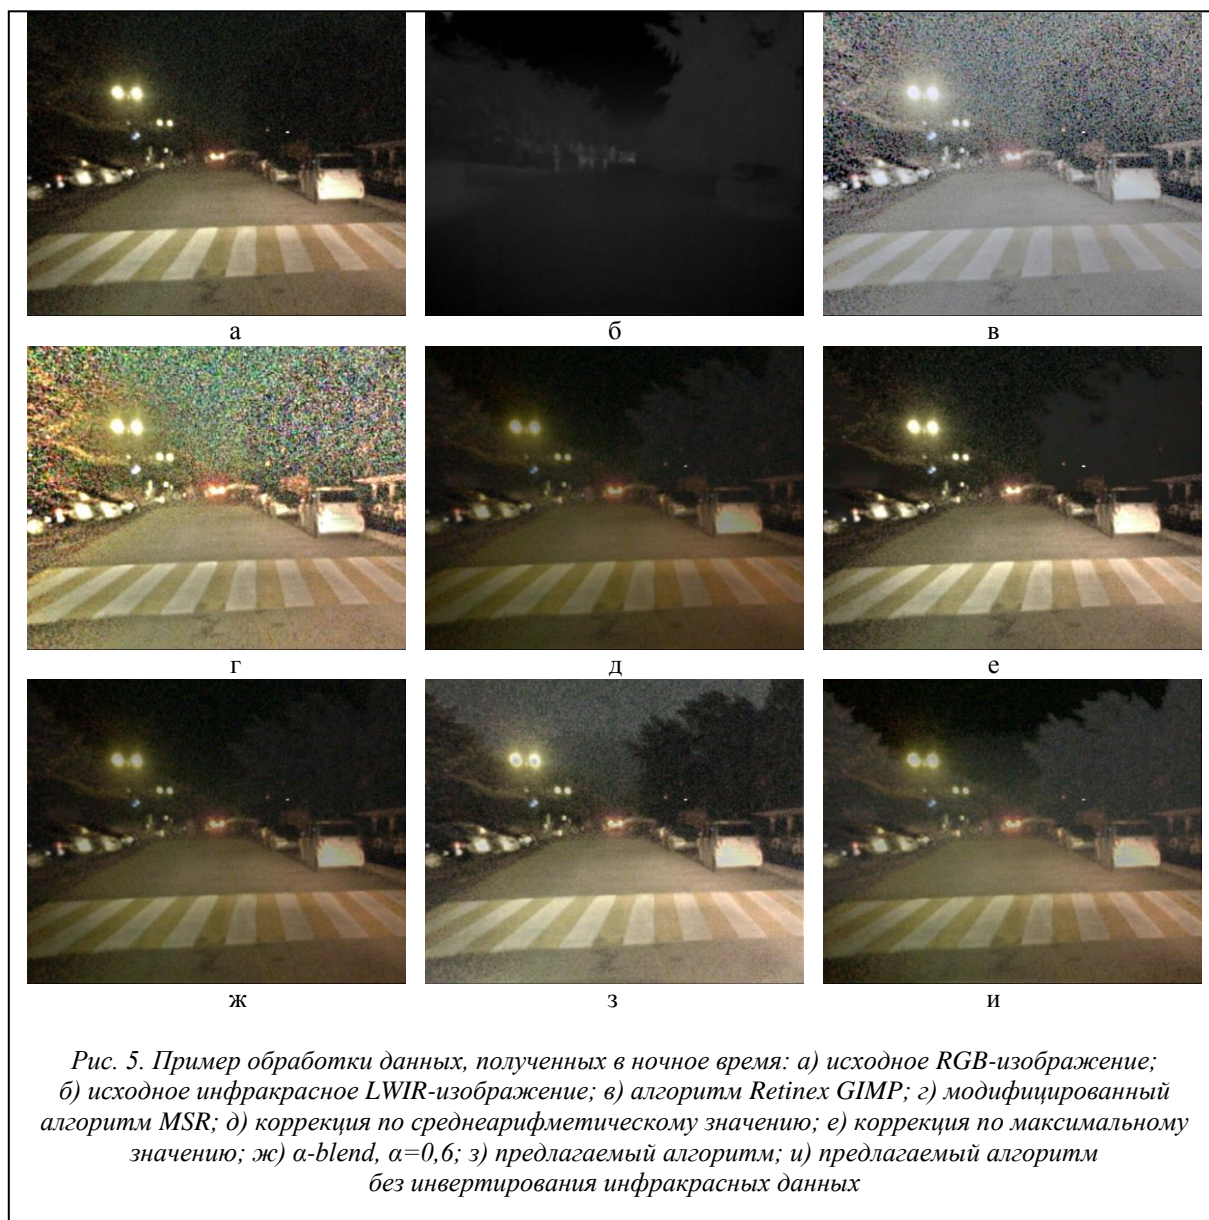 а
б
в
г
д
е
ж
з
и
Рис. 5. Пример обработки данных, полученных в ночное время: а) исходное RGB-изображение;
б) исходное инфракрасное LWIR-изображение; в) алгоритм Retinex GIMP; г) модифицированный
алгоритм MSR; д) коррекция по среднеарифметическому значению; е) коррекция по максимальному
значению; ж) α-blend, α=0,6; з) предлагаемый алгоритм; и) предлагаемый алгоритм
без инвертирования инфракрасных данных